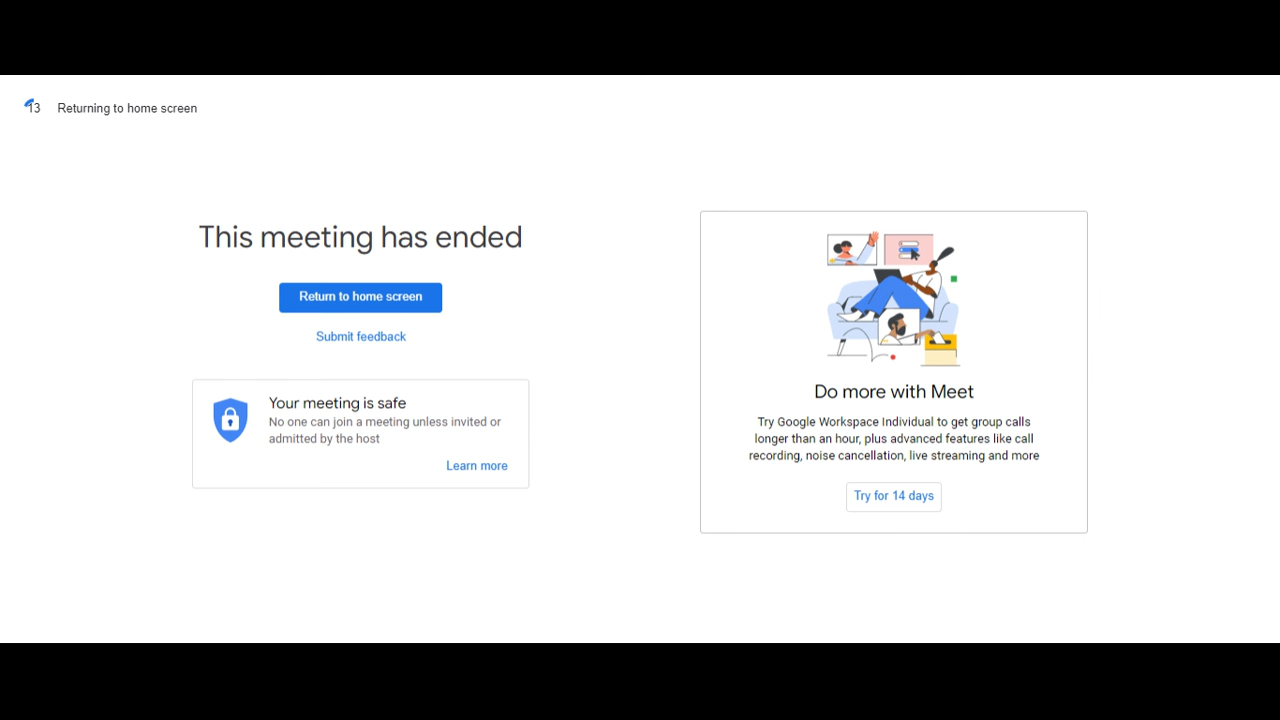 13 Returning to home screen
This meeting has ended
Return to home screen
Submit feedback
Your meeting is safe
No one can join a meeting unless invited or
admitted by the host
Learn more
Do more with Meet
Try Google Workspace Individual to get group calls
longer than an hour, plus advanced features like call
recording, noise cancellation, live streaming and more
Try for 14 days